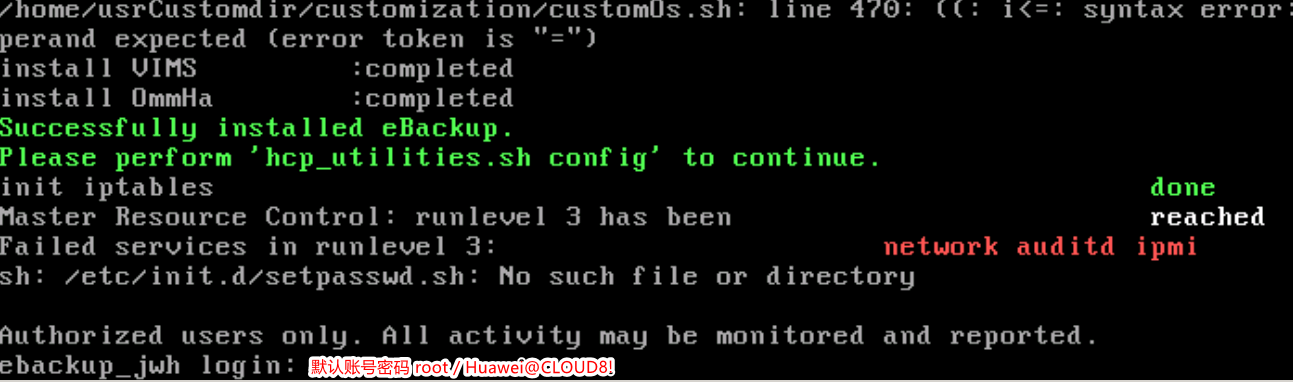 /home/usrCustomdir/customization/customOs.sh: line 470: ((: i<=: syntax error:
perand expected (error token is "=")
install VIMS :completed
install OmmHa :completed
Successfully installed eBackup.
Please perform 'hcp_utilities.sh config' to continue.
init iptables done
Master Resource Control: runlevel 3 has been reached
Failed services in runlevel 3: network auditd ipmi
sh: /etc/init.d/setpasswd.sh: No such file or directory
Authorized users only. All activity may be monitored and reported.
ebackup_jwh login: 默认账号密码 root / Huawei@CLOUD8!